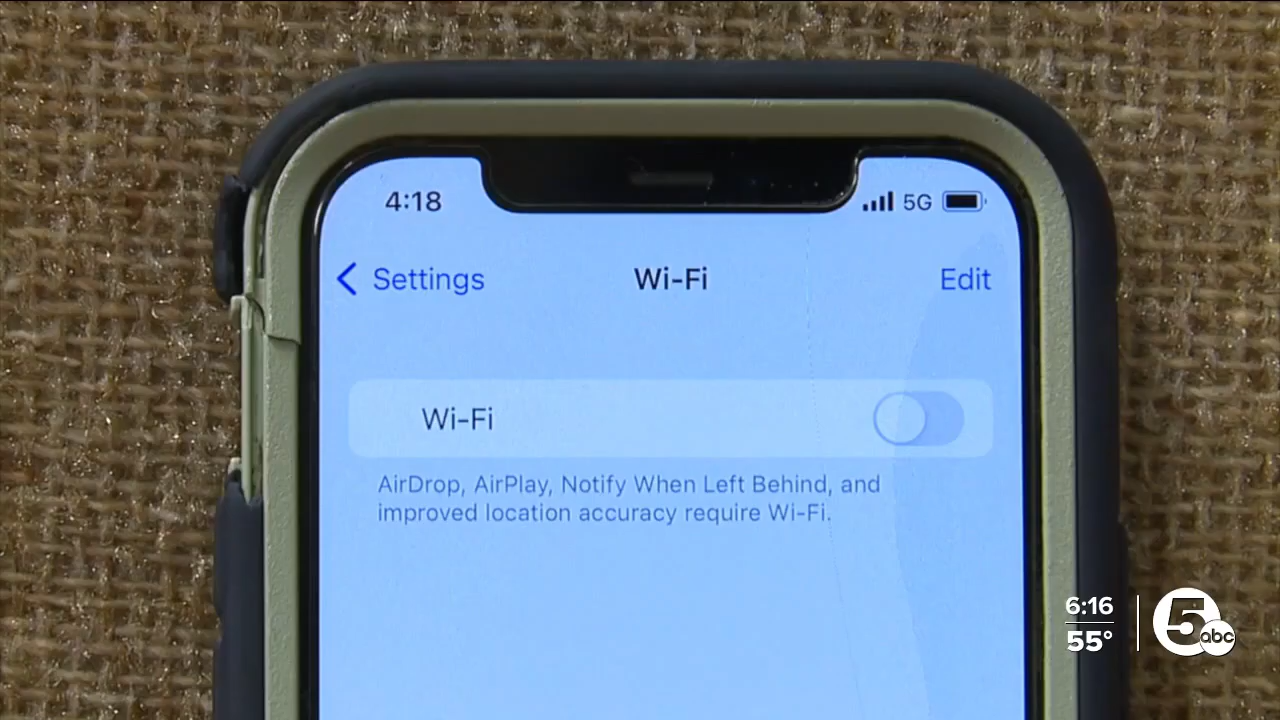 4:18
5G
Settings
Wi-Fi
Edit
Wi-Fi
AirDrop, AirPlay, Notify When Left Behind, and
improved location accuracy require Wi-Fi.
6:16
55°
5
abc